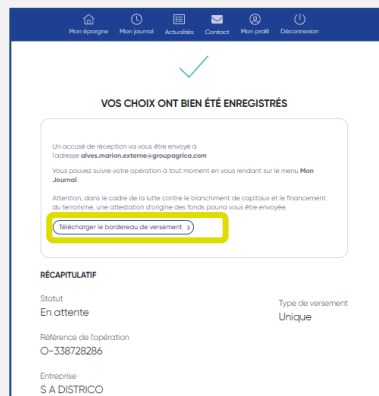 Mon épargne Mon journal Actualités Contact Mon profil Déconnexion
VOS CHOIX ONT BIEN ÉTÉ ENREGISTRÉS
Un accusé de réception va vous être envoyé à
l'adresse alves.marion.externe@groupagrica.com
Vous pouvez suivre votre opération à tout moment en vous rendant sur le menu Mon
Journal.
Attention, dans le cadre de la lutte contre le blanchiment de capitaux et le financement
du terrorisme, une attestation d'origine des fonds pourra vous être envoyée.
Télécharger le bordereau de versement >
RÉCAPITULATIF
Statut
En attente
Type de versement
Unique
Référence de l'opération
O-338728286
Entreprise
S A DISTRICO